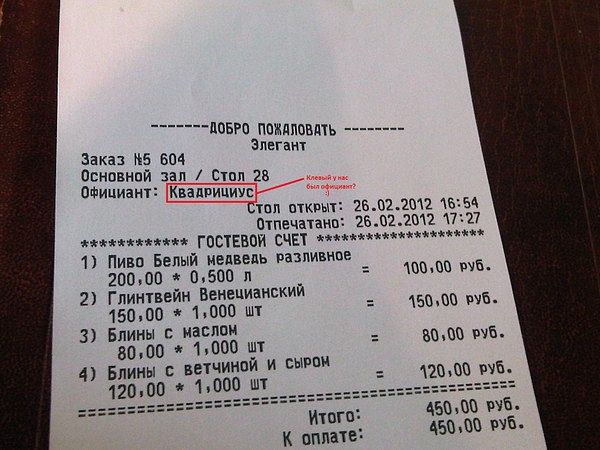 -------ДОБРО ПОЖАЛОВАТЬ --------
Элегант
Заказ №5 604
Основной зал / Стол 28
Официант: Квадрициус
Клевый у нас
был официант?
:)
Стол открыт: 26.02.2012 16:54
Отпечатано: 26.02.2012 17:27
************ ГОСТЕВОЙ СЧЕТ *********************
1) Пиво Белый медведь разливное
200,00 * 0,500 л = 100,00 руб.
2) Глинтвейн Венецианский
150,00 * 1,000 шт = 150,00 руб.
3) Блины с маслом
80,00 * 1,000 шт = 80,00 руб.
4) Блины с ветчиной и сыром
120,00 * 1,000 шт = 120,00 руб.
================================================
Итого: 450,00 руб.
К оплате: 450,00 руб.